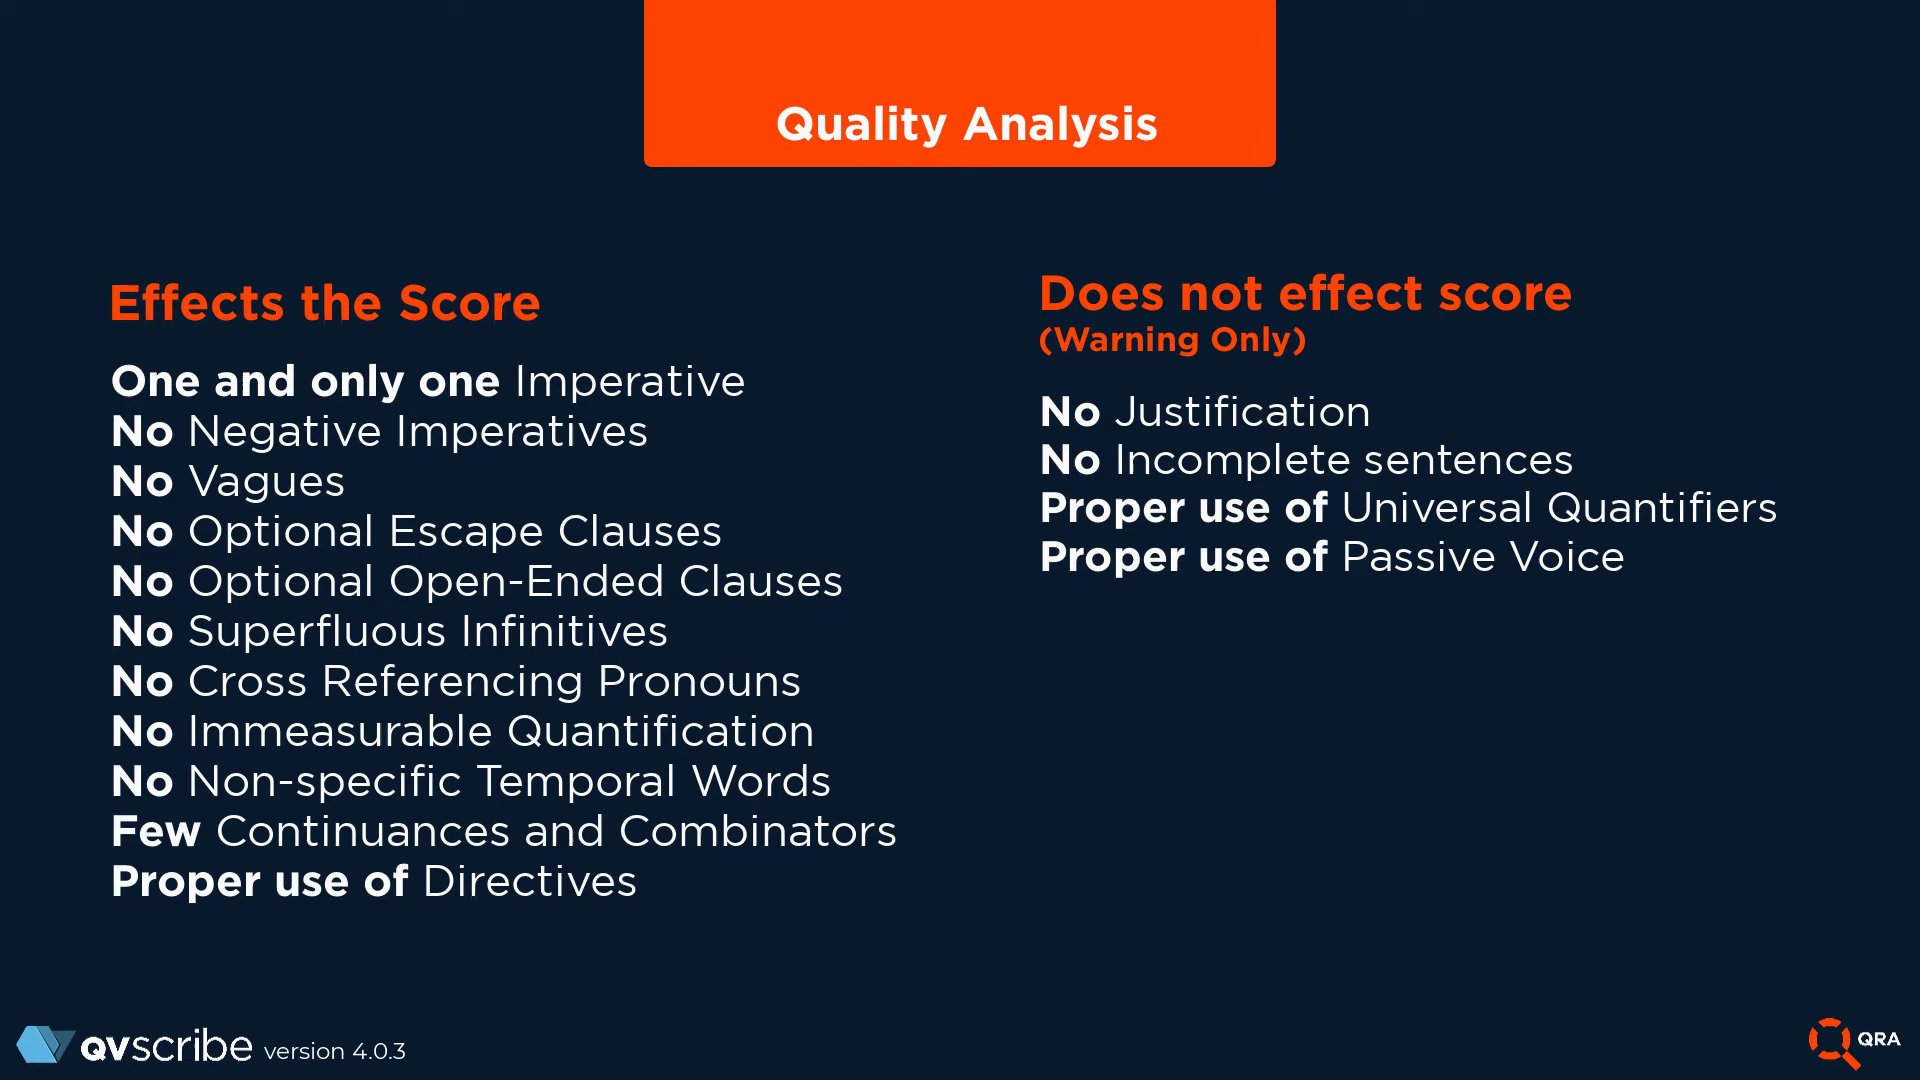 Quality Analysis
Effects the Score
One and only one Imperative
No Negative Imperatives
No Vagues
No Optional Escape Clauses
No Optional Open-Ended Clauses
No Superfluous Infinitives
No Cross Referencing Pronouns
No Immeasurable Quantification
No Non-specific Temporal Words
Few Continuances and Combinators
Proper use of Directives
Does not effect score
(Warning Only)
No Justification
No Incomplete sentences
Proper use of Universal Quantifiers
Proper use of Passive Voice
QVscribe version 4.0.3
QRA